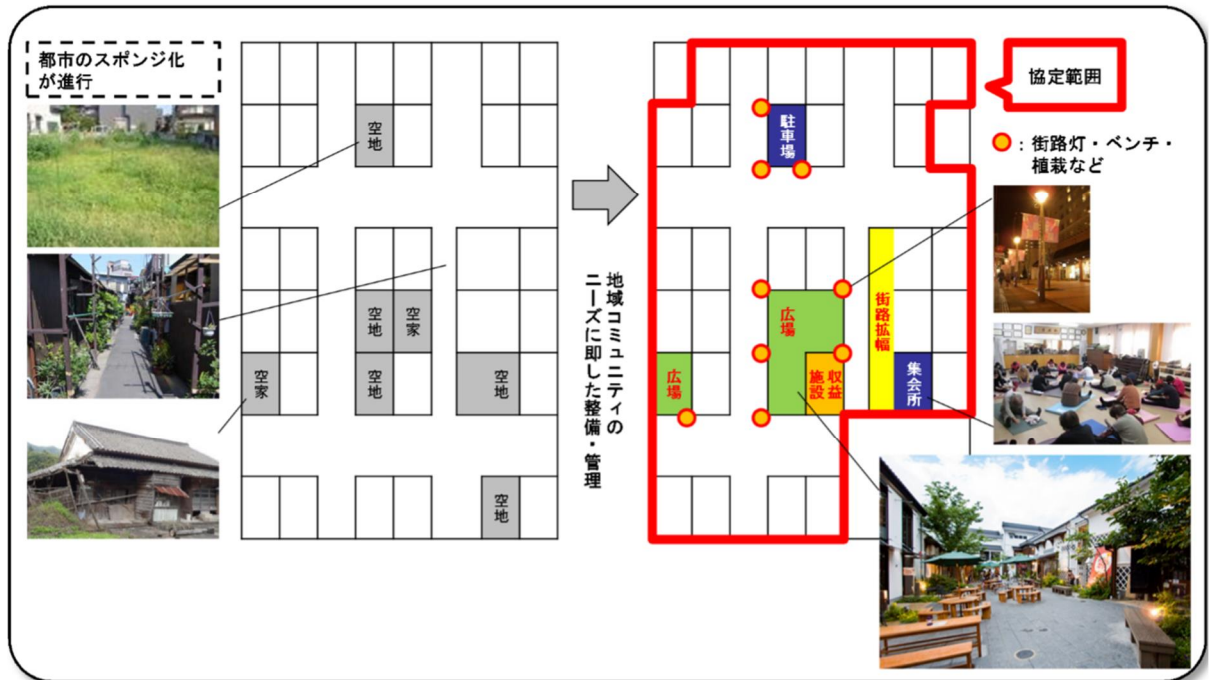 都市のスポンジ化
が進行
空地
空地
空家
空家
空地
空地
空地
地域コミュニティの
ニーズに即した整備・管理
協定範囲
：街路灯・ベンチ・
植栽など
駐車場
広場
街路拡幅
広場
収益
施設
集会所